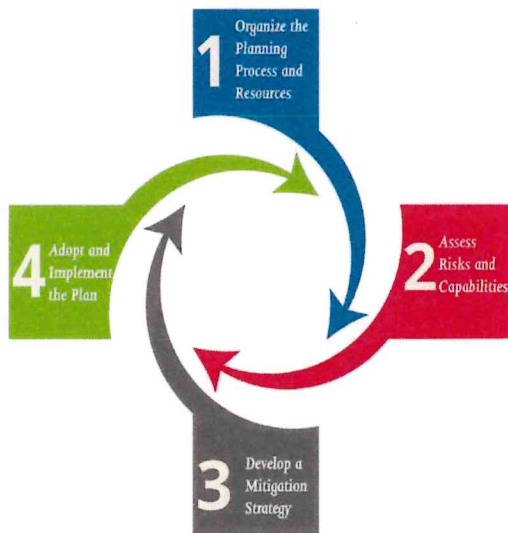 1
Organize the
Planning
Process and
Resources
2
Assess
Risks and
Capabilities
3
Develop a
Mitigation
Strategy
4
Adopt and
Implement
the Plan